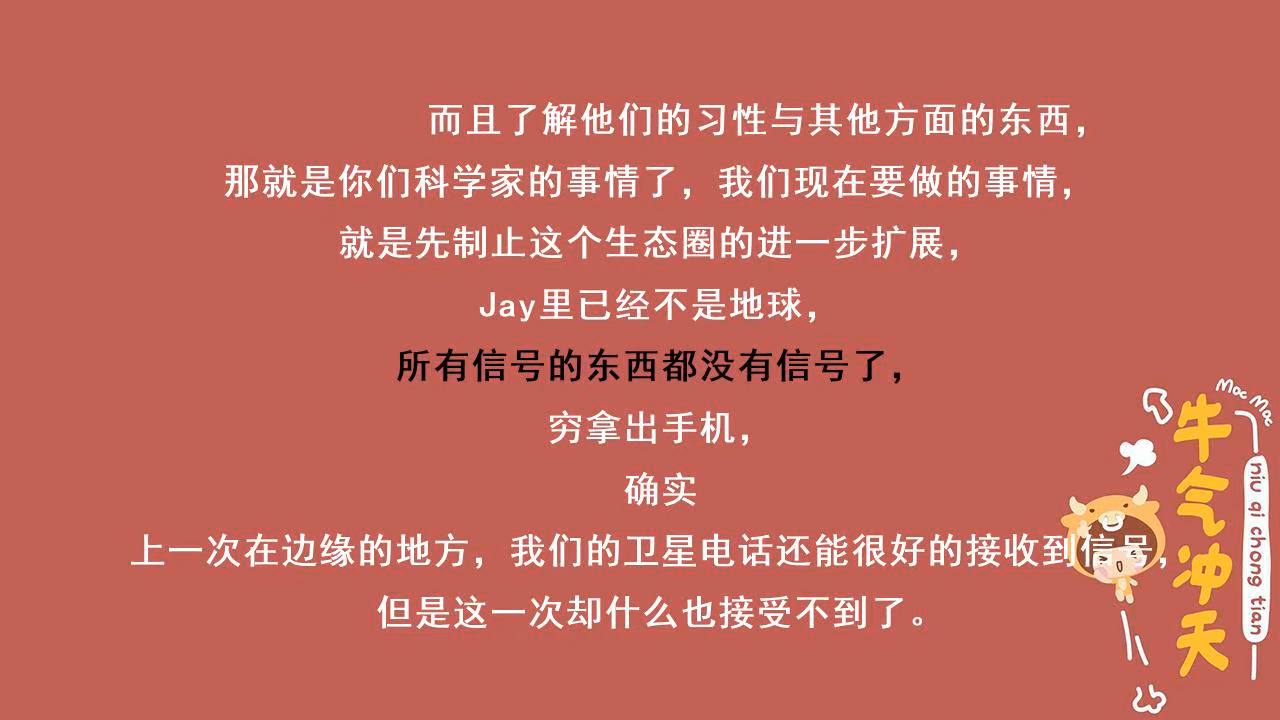 而且了解他们的习性与其他方面的东西，
那就是你们科学家的事情了，我们现在要做的事情，
就是先制止这个生态圈的进一步扩展，
Jay里已经不是地球，
所有信号的东西都没有信号了，
穷拿出手机，
确实
上一次在边缘的地方，我们的卫星电话还能很好的接收到信号，
但是这一次却什么也接受不到了。
Moc Moc
牛气冲天
niu qi chong tian